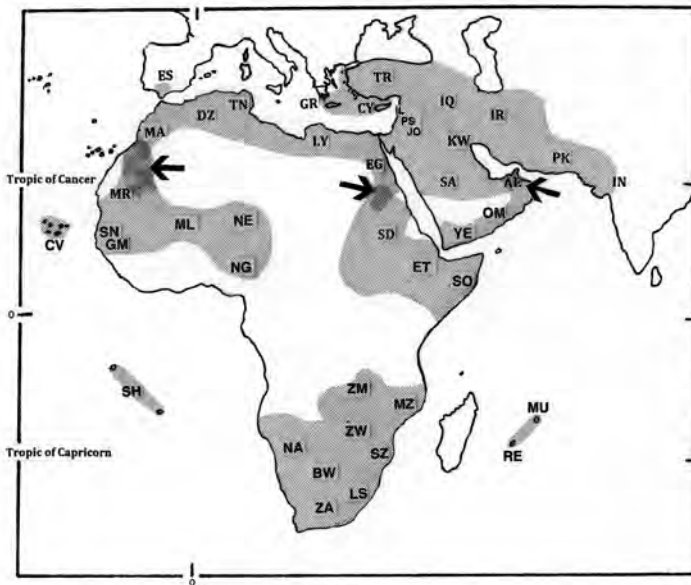 ES
TR
GR
CY
IQ
IR
TN
DZ
MA
L
PS
JO
LY
KW
PK
EG
Tropic of Cancer
SA
AE
IN
MR
OM
CV
SN
ML
NE
SD
YE
GM
NG
ET
SO
0
SH
ZM
MZ
MU
ZW
Tropic of Capricorn
NA
SZ
RE
BW
LS
ZA
0